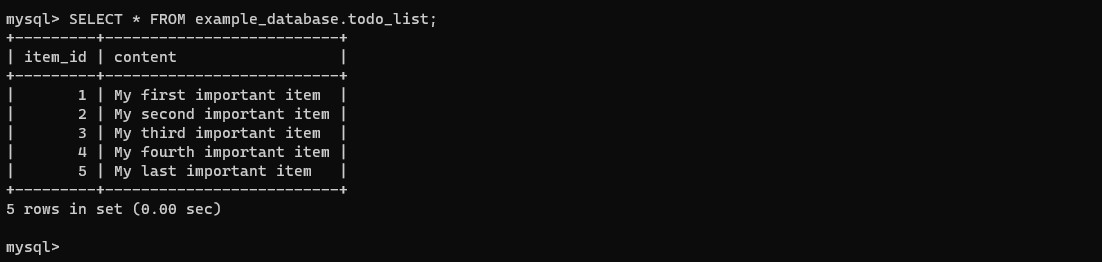 mysql> SELECT * FROM example_database.todo_list;
+---------+--------------------------+
| item_id | content                  |
+---------+--------------------------+
|       1 | My first important item  |
|       2 | My second important item |
|       3 | My third important item  |
|       4 | My fourth important item |
|       5 | My last important item   |
+---------+--------------------------+
5 rows in set (0.00 sec)
mysql>